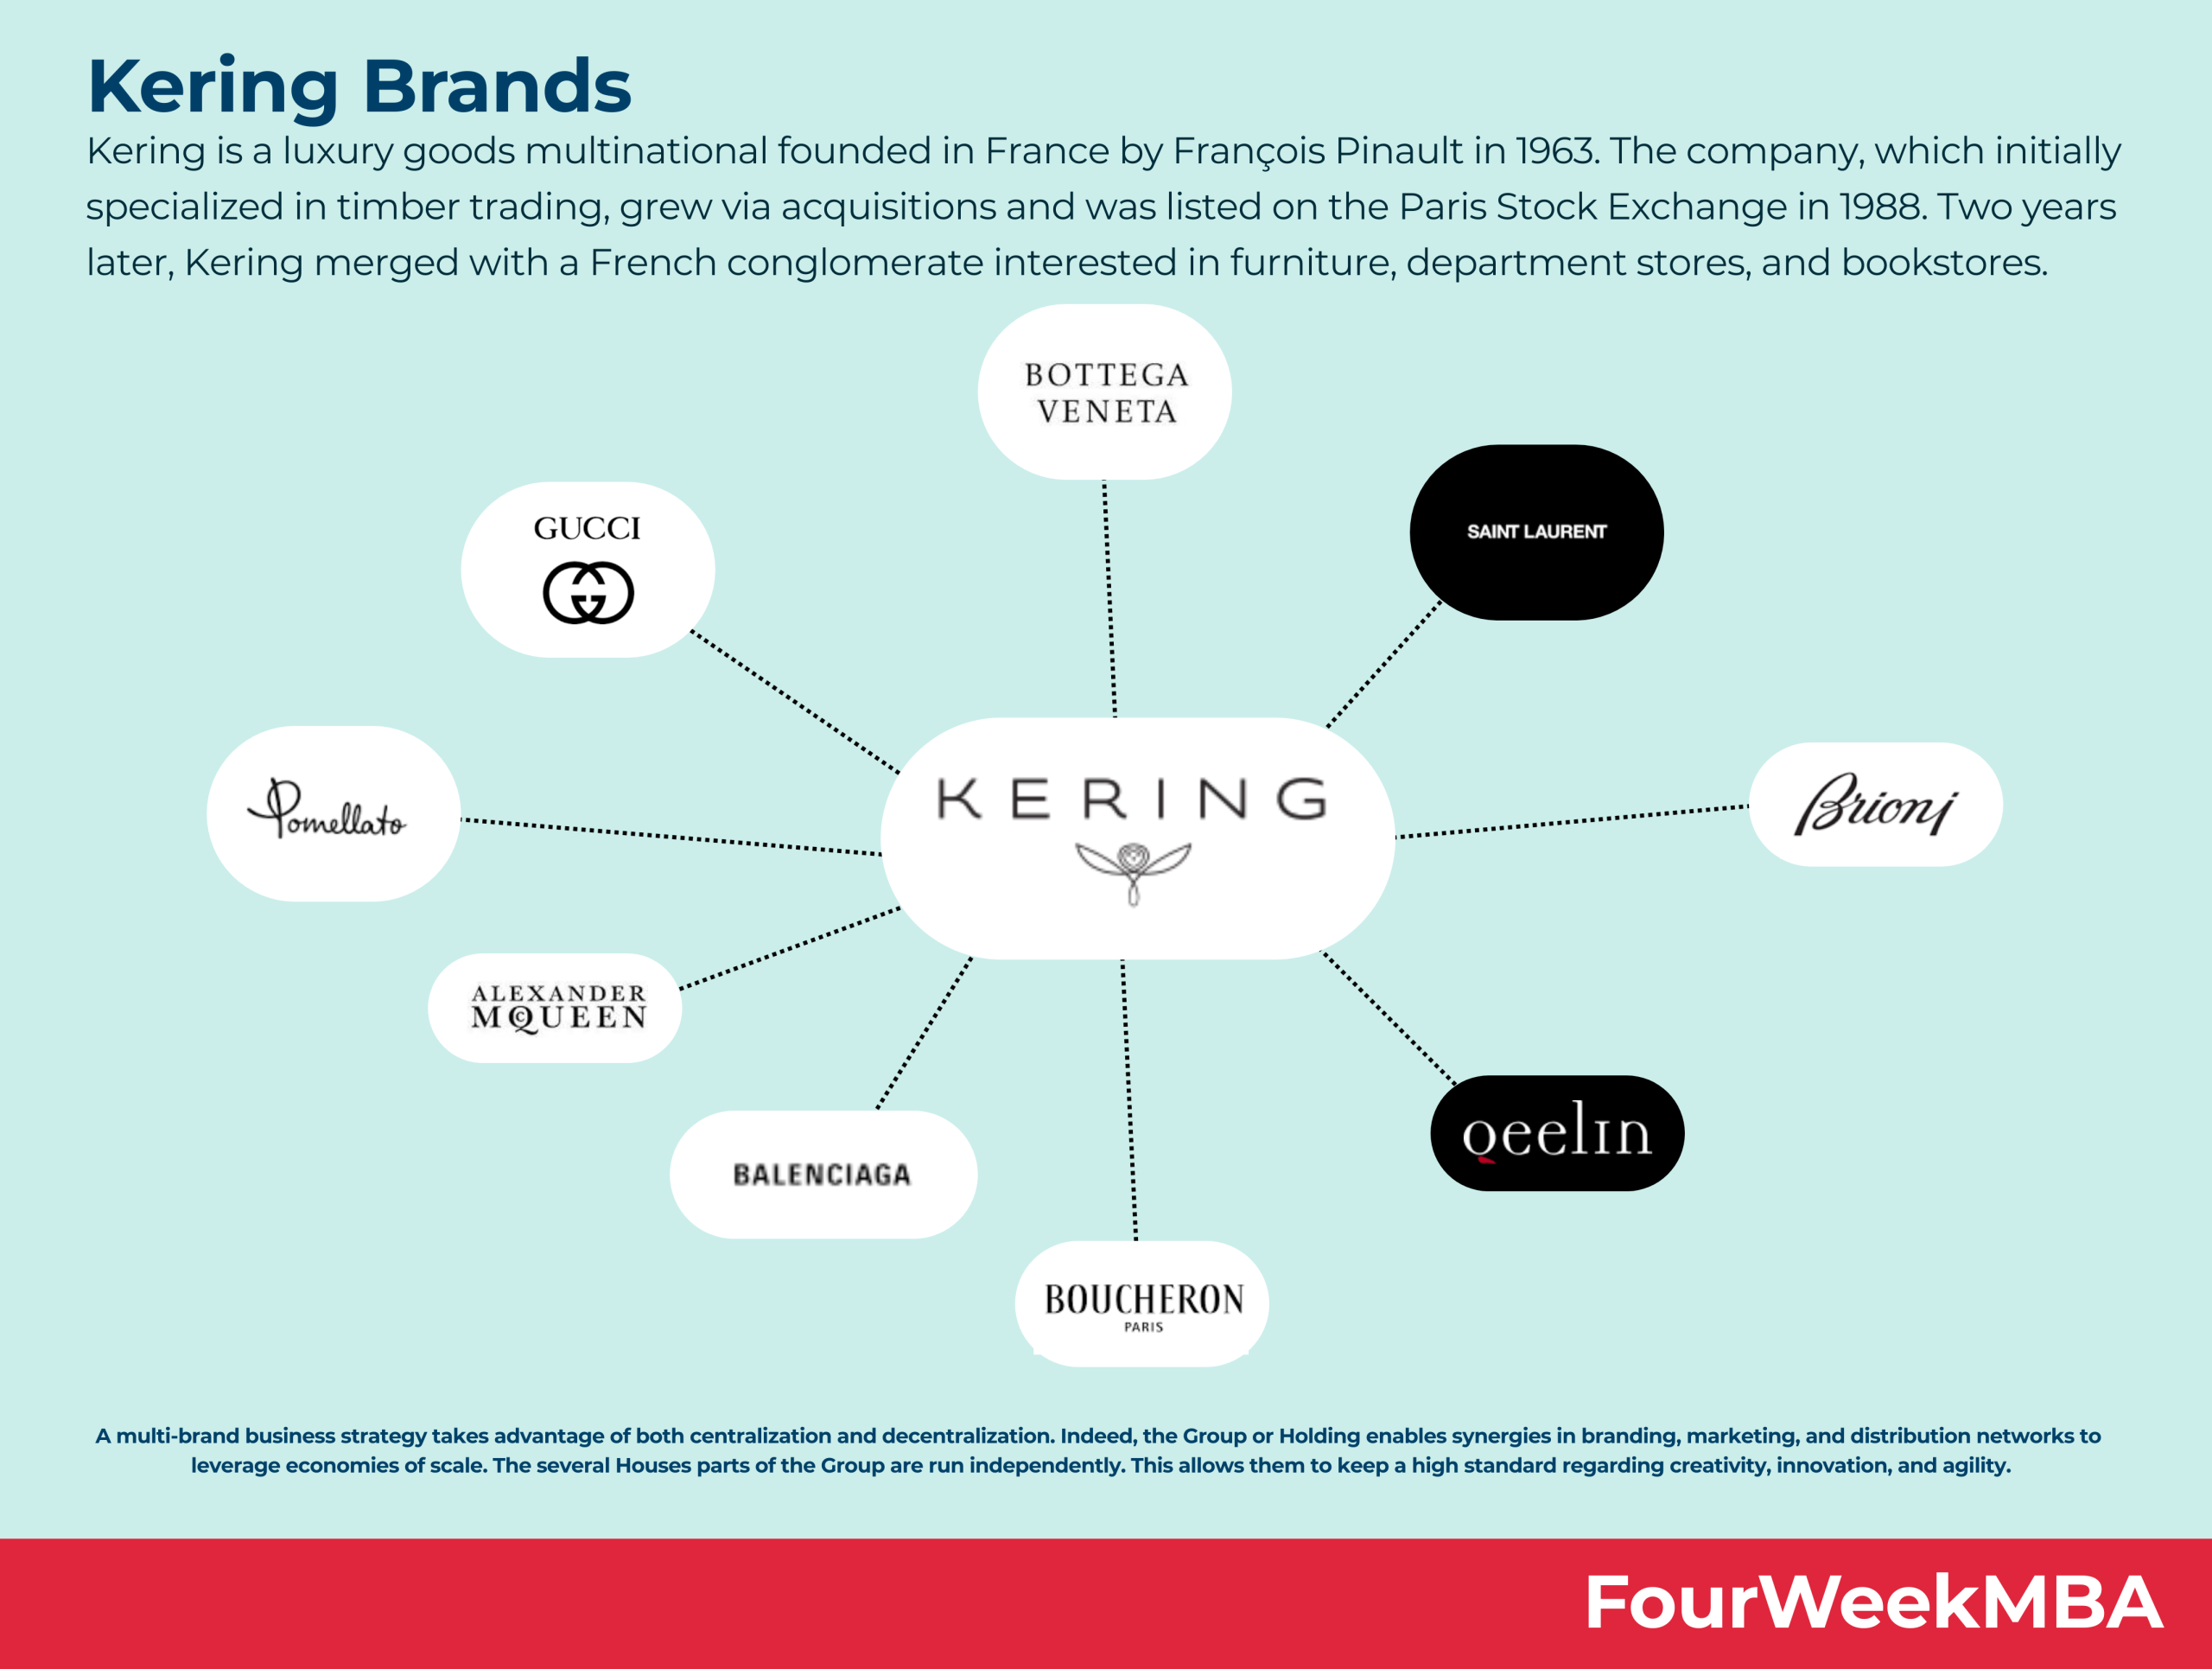 Kering Brands
Kering is a luxury goods multinational founded in France by François Pinault in 1963. The company, which initially
specialized in timber trading, grew via acquisitions and was listed on the Paris Stock Exchange in 1988. Two years
later, Kering merged with a French conglomerate interested in furniture, department stores, and bookstores.
BOTTEGA
VENETA
SAINT LAURENT
GUCCI
Pomellato
KERING
Brioni
ALEXANDER
McQUEEN
BALENCIAGA
Qeelin
BOUCHERON
PARIS
A multi-brand business strategy takes advantage of both centralization and decentralization. Indeed, the Group or Holding enables synergies in branding, marketing, and distribution networks to
leverage economies of scale. The several Houses parts of the Group are run independently. This allows them to keep a high standard regarding creativity, innovation, and agility.
FourWeekMBA